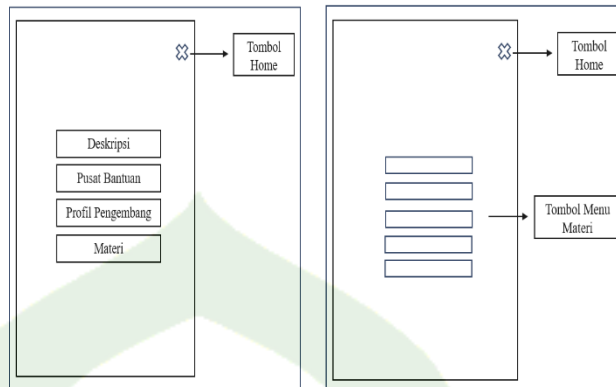 Tombol
Home
Deskripsi
Pusat Bantuan
Profil Pengembang
Materi
Tombol
Home
Tombol Menu
Materi